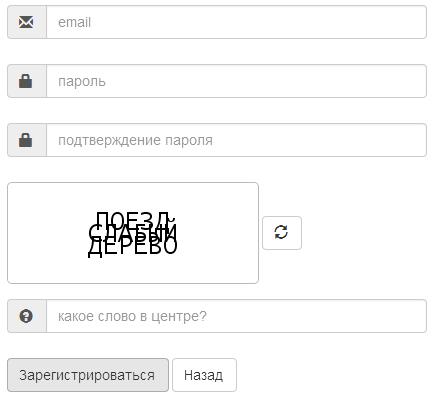 email
пароль
подтверждение пароля
ПОЕЗД
СЛАБЫЙ
ДЕРЕВО
какое слово в центре?
Зарегистрироваться
Назад